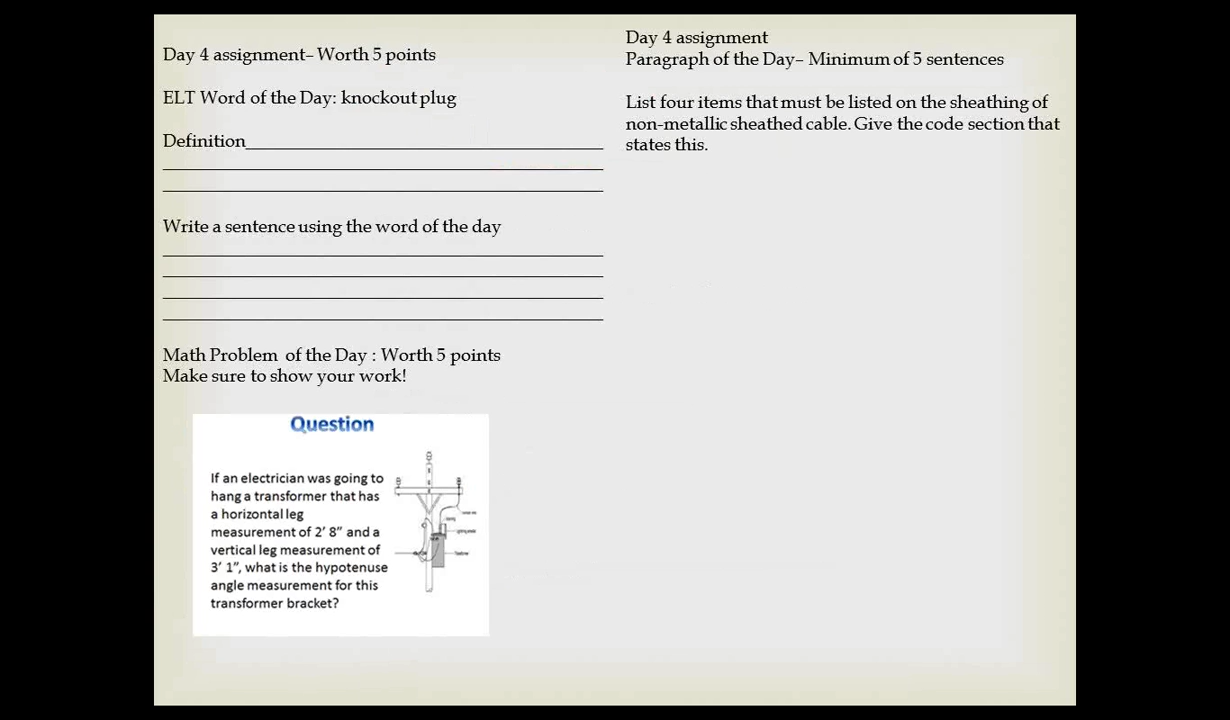 Day 4 assignment– Worth 5 points
ELT Word of the Day: knockout plug
Definition
Write a sentence using the word of the day
Math Problem of the Day : Worth 5 points
Make sure to show your work!
Question
If an electrician was going to
hang a transformer that has
a horizontal leg
measurement of 2’ 8” and a
vertical leg measurement of
3’ 1”, what is the hypotenuse
angle measurement for this
transformer bracket?
Day 4 assignment
Paragraph of the Day– Minimum of 5 sentences
List four items that must be listed on the sheathing of
non-metallic sheathed cable. Give the code section that
states this.